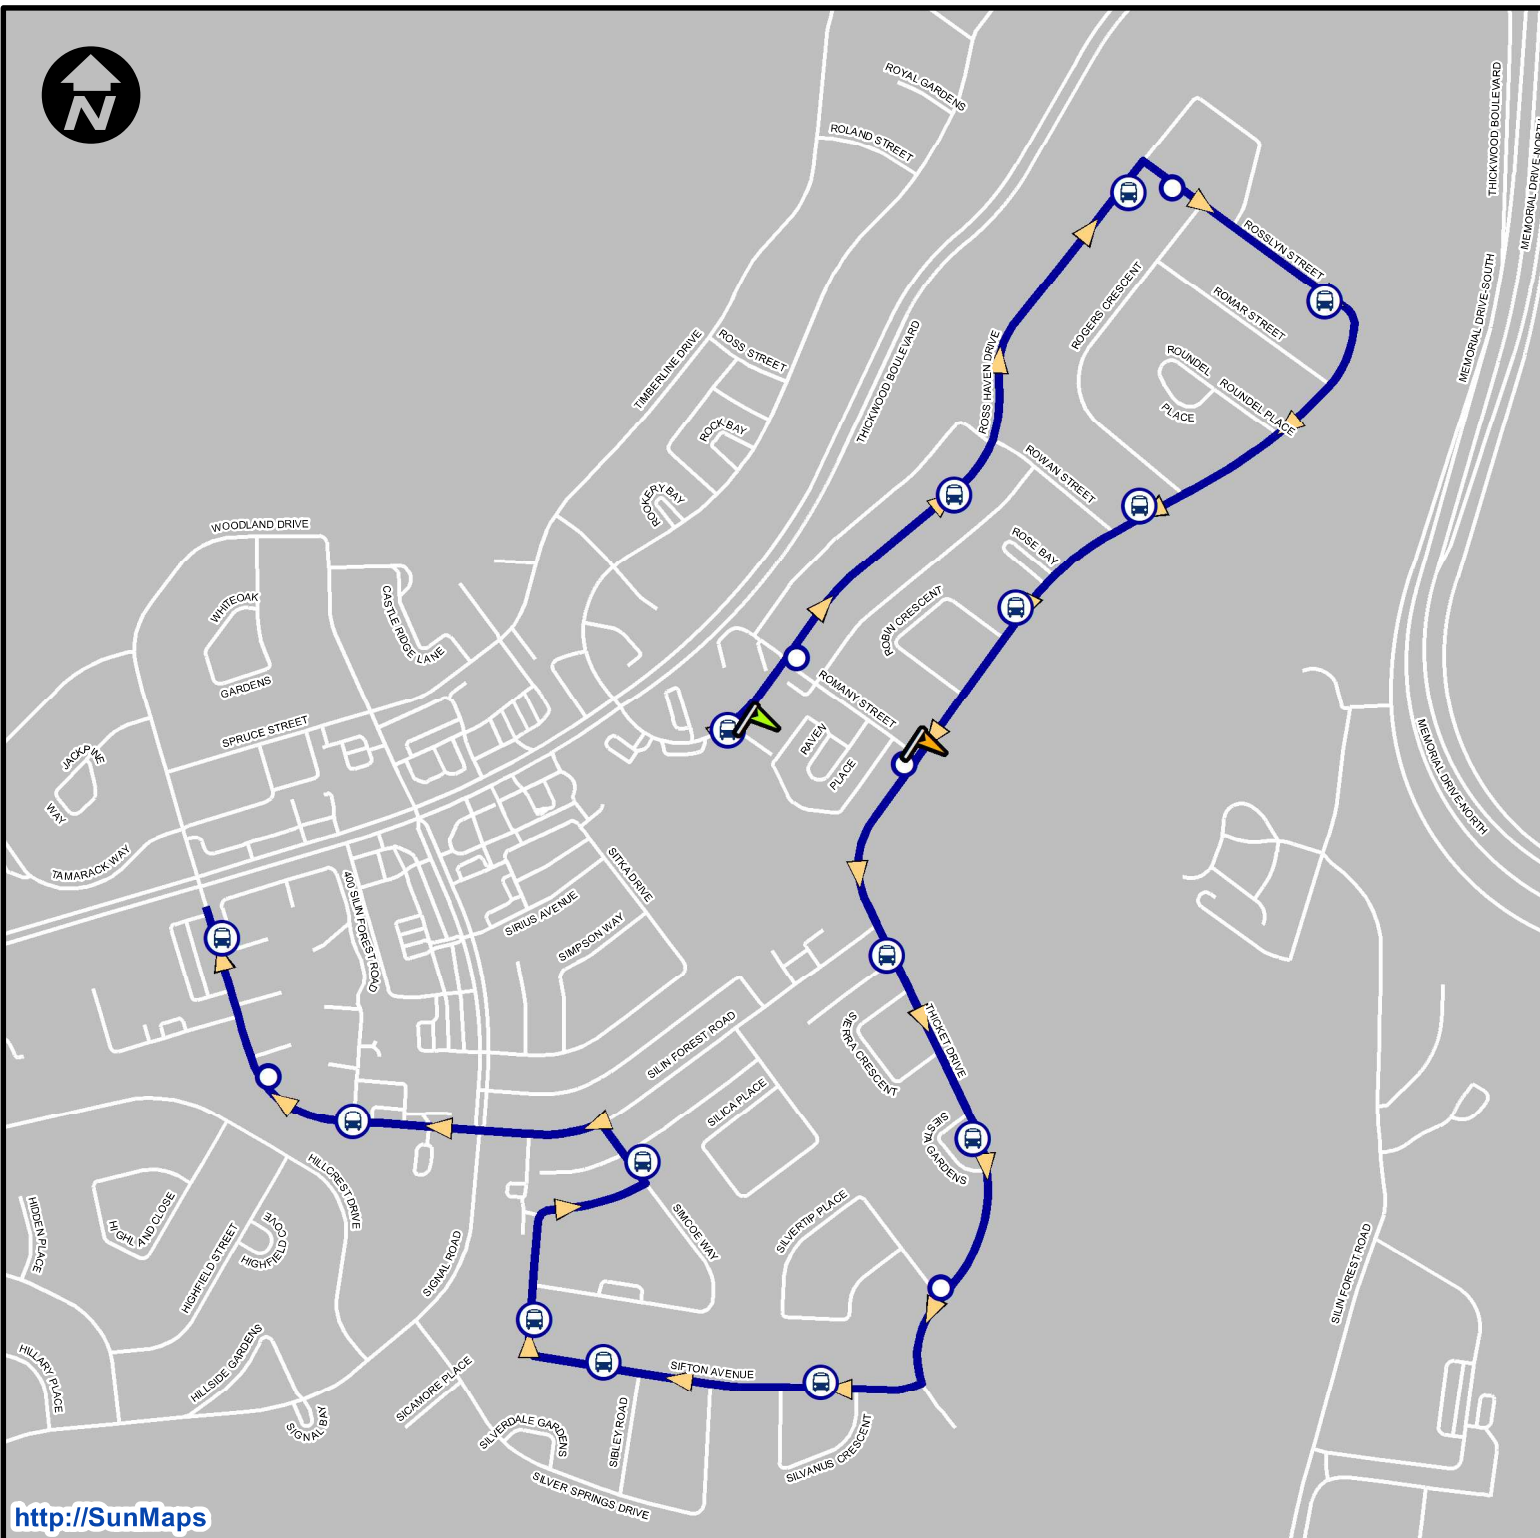 N
ROYAL GARDENS
ROLAND STREET
THICKWOOD BOULEVARD
MEMORIAL DRIVE-NORTH
ROSSLYN STREET
MEMORIAL DRIVE-SOUTH
ROGERS CRESCENT
ROMAR STREET
TIMBERLINE DRIVE
ROSS STREET
THICKWOOD BOULEVARD
ROSS HAVEN DRIVE
ROUNDEL
PLACE
ROUNDEL PLACE
ROCK BAY
ROWAN STREET
ROOKERY BAY
WOODLAND DRIVE
ROSE BAY
WHITEOAK
GARDENS
CASTLE RIDGE LANE
ROBIN CRESCENT
ROMANY STREET
SPRUCE STREET
RAVEN
PLACE
JACKPINE
WAY
MEMORIAL DRIVE-NORTH
TAMARACK WAY
SITKA DRIVE
400 SILIN FOREST ROAD
SIRIUS AVENUE
SIMPSON WAY
SILIN FOREST ROAD
SIERRA CRESCENT
THICKET DRIVE
SILICA PLACE
SIESTA GARDENS
HILLCREST DRIVE
HIDDEN PLACE
HIGHLAND CLOSE
HIGHFIELD STREET
HIGHFIELD COVE
SIGNAL ROAD
SIMCOE WAY
SILVERTIP PLACE
SILIN FOREST ROAD
HILLARY PLACE
HILLSIDE GARDENS
SIGNAL BAY
SICAMORE PLACE
SIFTON AVENUE
SILVERDALE GARDENS
SIBLEY ROAD
SILVANUS CRESCENT
SILVER SPRINGS DRIVE
http://SunMaps